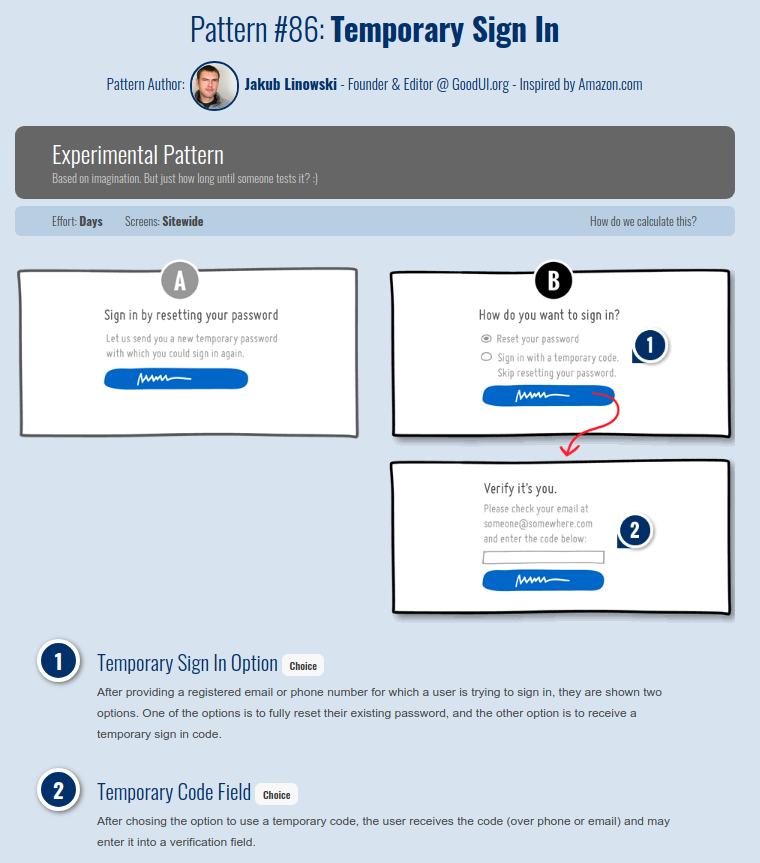 Pattern #86: Temporary Sign In
Pattern Author: Jakub Linowski - Founder & Editor @ GoodUI.org - Inspired by Amazon.com
Experimental Pattern
Based on imagination. But just how long until someone tests it? :)
Effort: Days Screens: Sitewide How do we calculate this?
A
Sign in by resetting your password
Let us send you a new temporary password
with which you could sign in again.
B
How do you want to sign in?
Reset your password
Sign in with a temporary code.
Skip resetting your password.
1
Verify it's you.
Please check your email at
someone@somewhere.com
and enter the code below:
2
1 Temporary Sign In Option Choice
After providing a registered email or phone number for which a user is trying to sign in, they are shown two
options. One of the options is to fully reset their existing password, and the other option is to receive a
temporary sign in code.
2 Temporary Code Field Choice
After chosing the option to use a temporary code, the user receives the code (over phone or email) and may
enter it into a verification field.